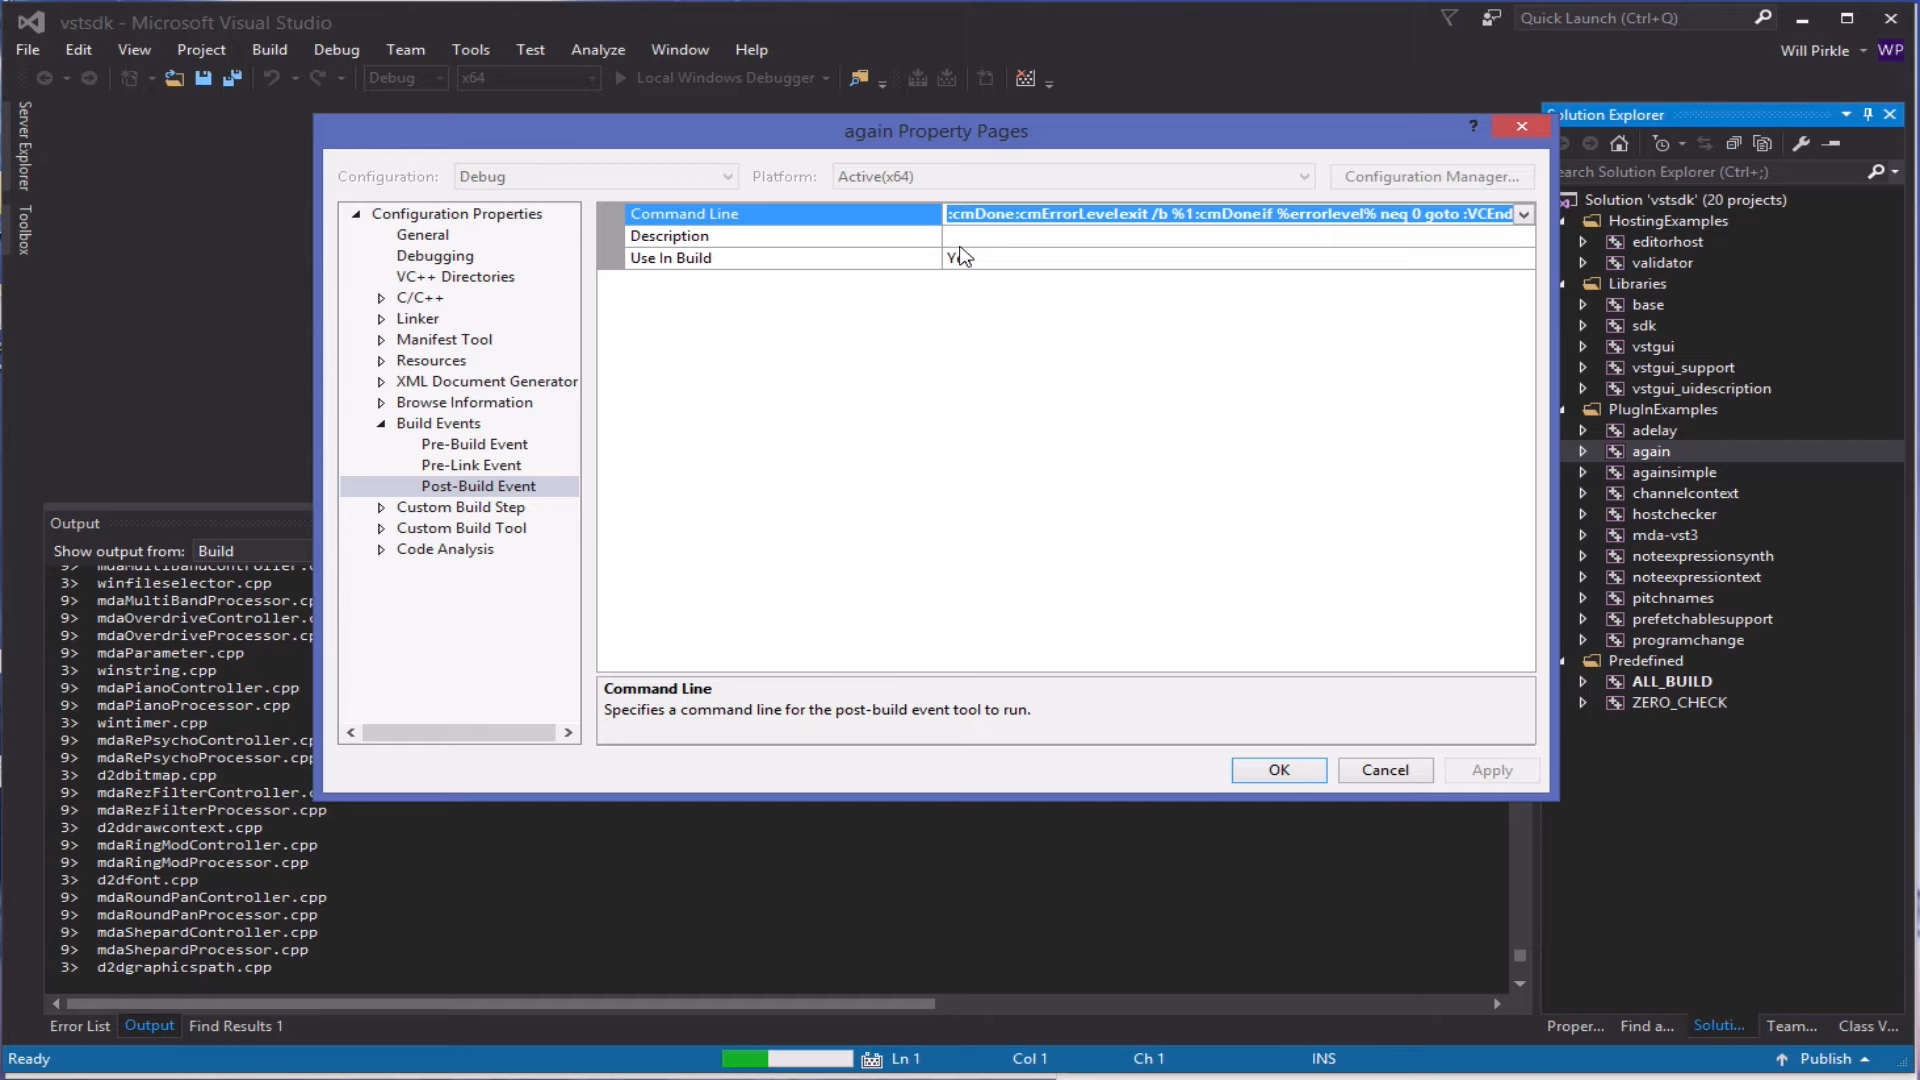 vstsdk - Microsoft Visual Studio
Quick Launch (Ctrl+Q)
File Edit View Project Build Debug Team Tools Test Analyze Window Help
Will Pirkle WP
Debug x64 Local Windows Debugger
Server Explorer
Toolbox
again Property Pages
?
Configuration: Debug Platform: Active(x64) Configuration Manager...
Configuration Properties
General
Debugging
VC++ Directories
C/C++
Linker
Manifest Tool
Resources
XML Document Generator
Browse Information
Build Events
Pre-Build Event
Pre-Link Event
Post-Build Event
Custom Build Step
Custom Build Tool
Code Analysis
Command Line :cmDone:cmErrorLevelexit /b %1:cmDoneif %errorlevel% neq 0 goto :VCEnd
Description
Use In Build
Command Line
Specifies a command line for the post-build event tool to run.
OK Cancel Apply
olution Explorer
earch Solution Explorer (Ctrl+;)
Solution 'vstsdk' (20 projects)
HostingExamples
editorhost
validator
Libraries
base
sdk
vstgui
vstgui_support
vstgui_uidescription
PlugInExamples
adelay
again
againsimple
channelcontext
hostchecker
mda-vst3
noteexpressionsynth
noteexpressiontext
pitchnames
prefetchablesupport
programchange
Predefined
ALL_BUILD
ZERO_CHECK
Output
Show output from: Build
3> winfileselector.cpp
9> mdaMultiBandProcessor.cp
9> mdaOverdriveController.c
9> mdaOverdriveProcessor.cp
9> mdaParameter.cpp
3> winstring.cpp
9> mdaPianoController.cpp
9> mdaPianoProcessor.cpp
3> wintimer.cpp
9> mdaRePsychoController.cp
9> mdaRePsychoProcessor.cpp
3> d2dbitmap.cpp
9> mdaRezFilterController.c
9> mdaRezFilterProcessor.cpp
3> d2ddrawcontext.cpp
9> mdaRingModController.cpp
9> mdaRingModProcessor.cpp
3> d2dfont.cpp
9> mdaRoundPanController.cpp
9> mdaRoundPanProcessor.cpp
9> mdaShepardController.cpp
9> mdaShepardProcessor.cpp
3> d2dgraphicspath.cpp
Error List Output Find Results 1
Proper... Find a... Soluti... Team... Class V...
Ready Ln 1 Col 1 Ch 1 INS Publish